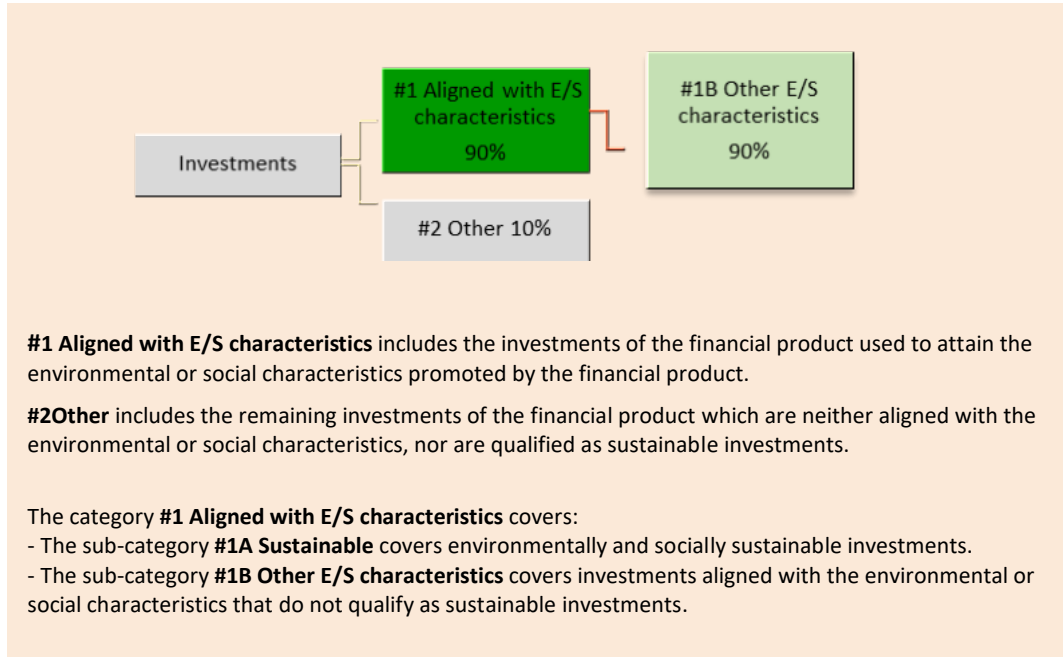 #1 Aligned with E/S
characteristics
90%
#1B Other E/S
characteristics
90%
Investments
#2 Other 10%
#1 Aligned with E/S characteristics includes the investments of the financial product used to attain the
environmental or social characteristics promoted by the financial product.
#2Other includes the remaining investments of the financial product which are neither aligned with the
environmental or social characteristics, nor are qualified as sustainable investments.
The category #1 Aligned with E/S characteristics covers:
- The sub-category #1A Sustainable covers environmentally and socially sustainable investments.
- The sub-category #1B Other E/S characteristics covers investments aligned with the environmental or
social characteristics that do not qualify as sustainable investments.